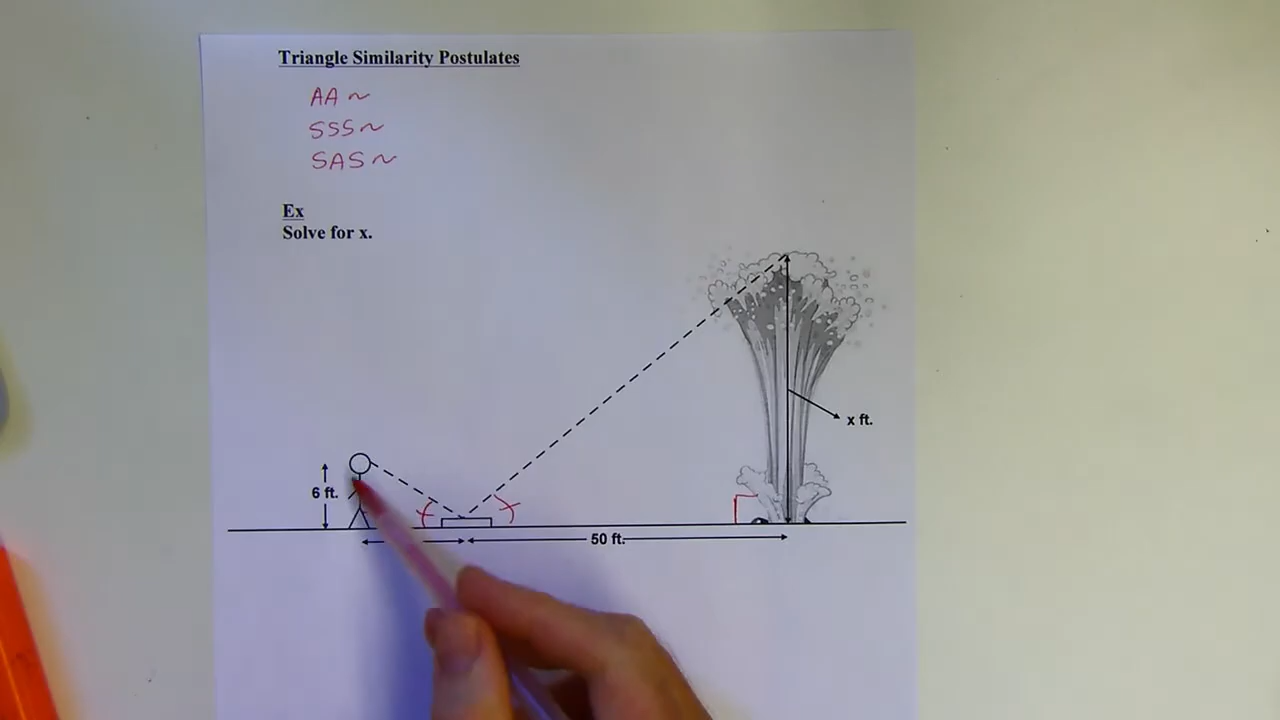 Triangle Similarity Postulates
AA ~
SSS ~
SAS ~
Ex
Solve for x.
x ft.
6 ft.
50 ft.